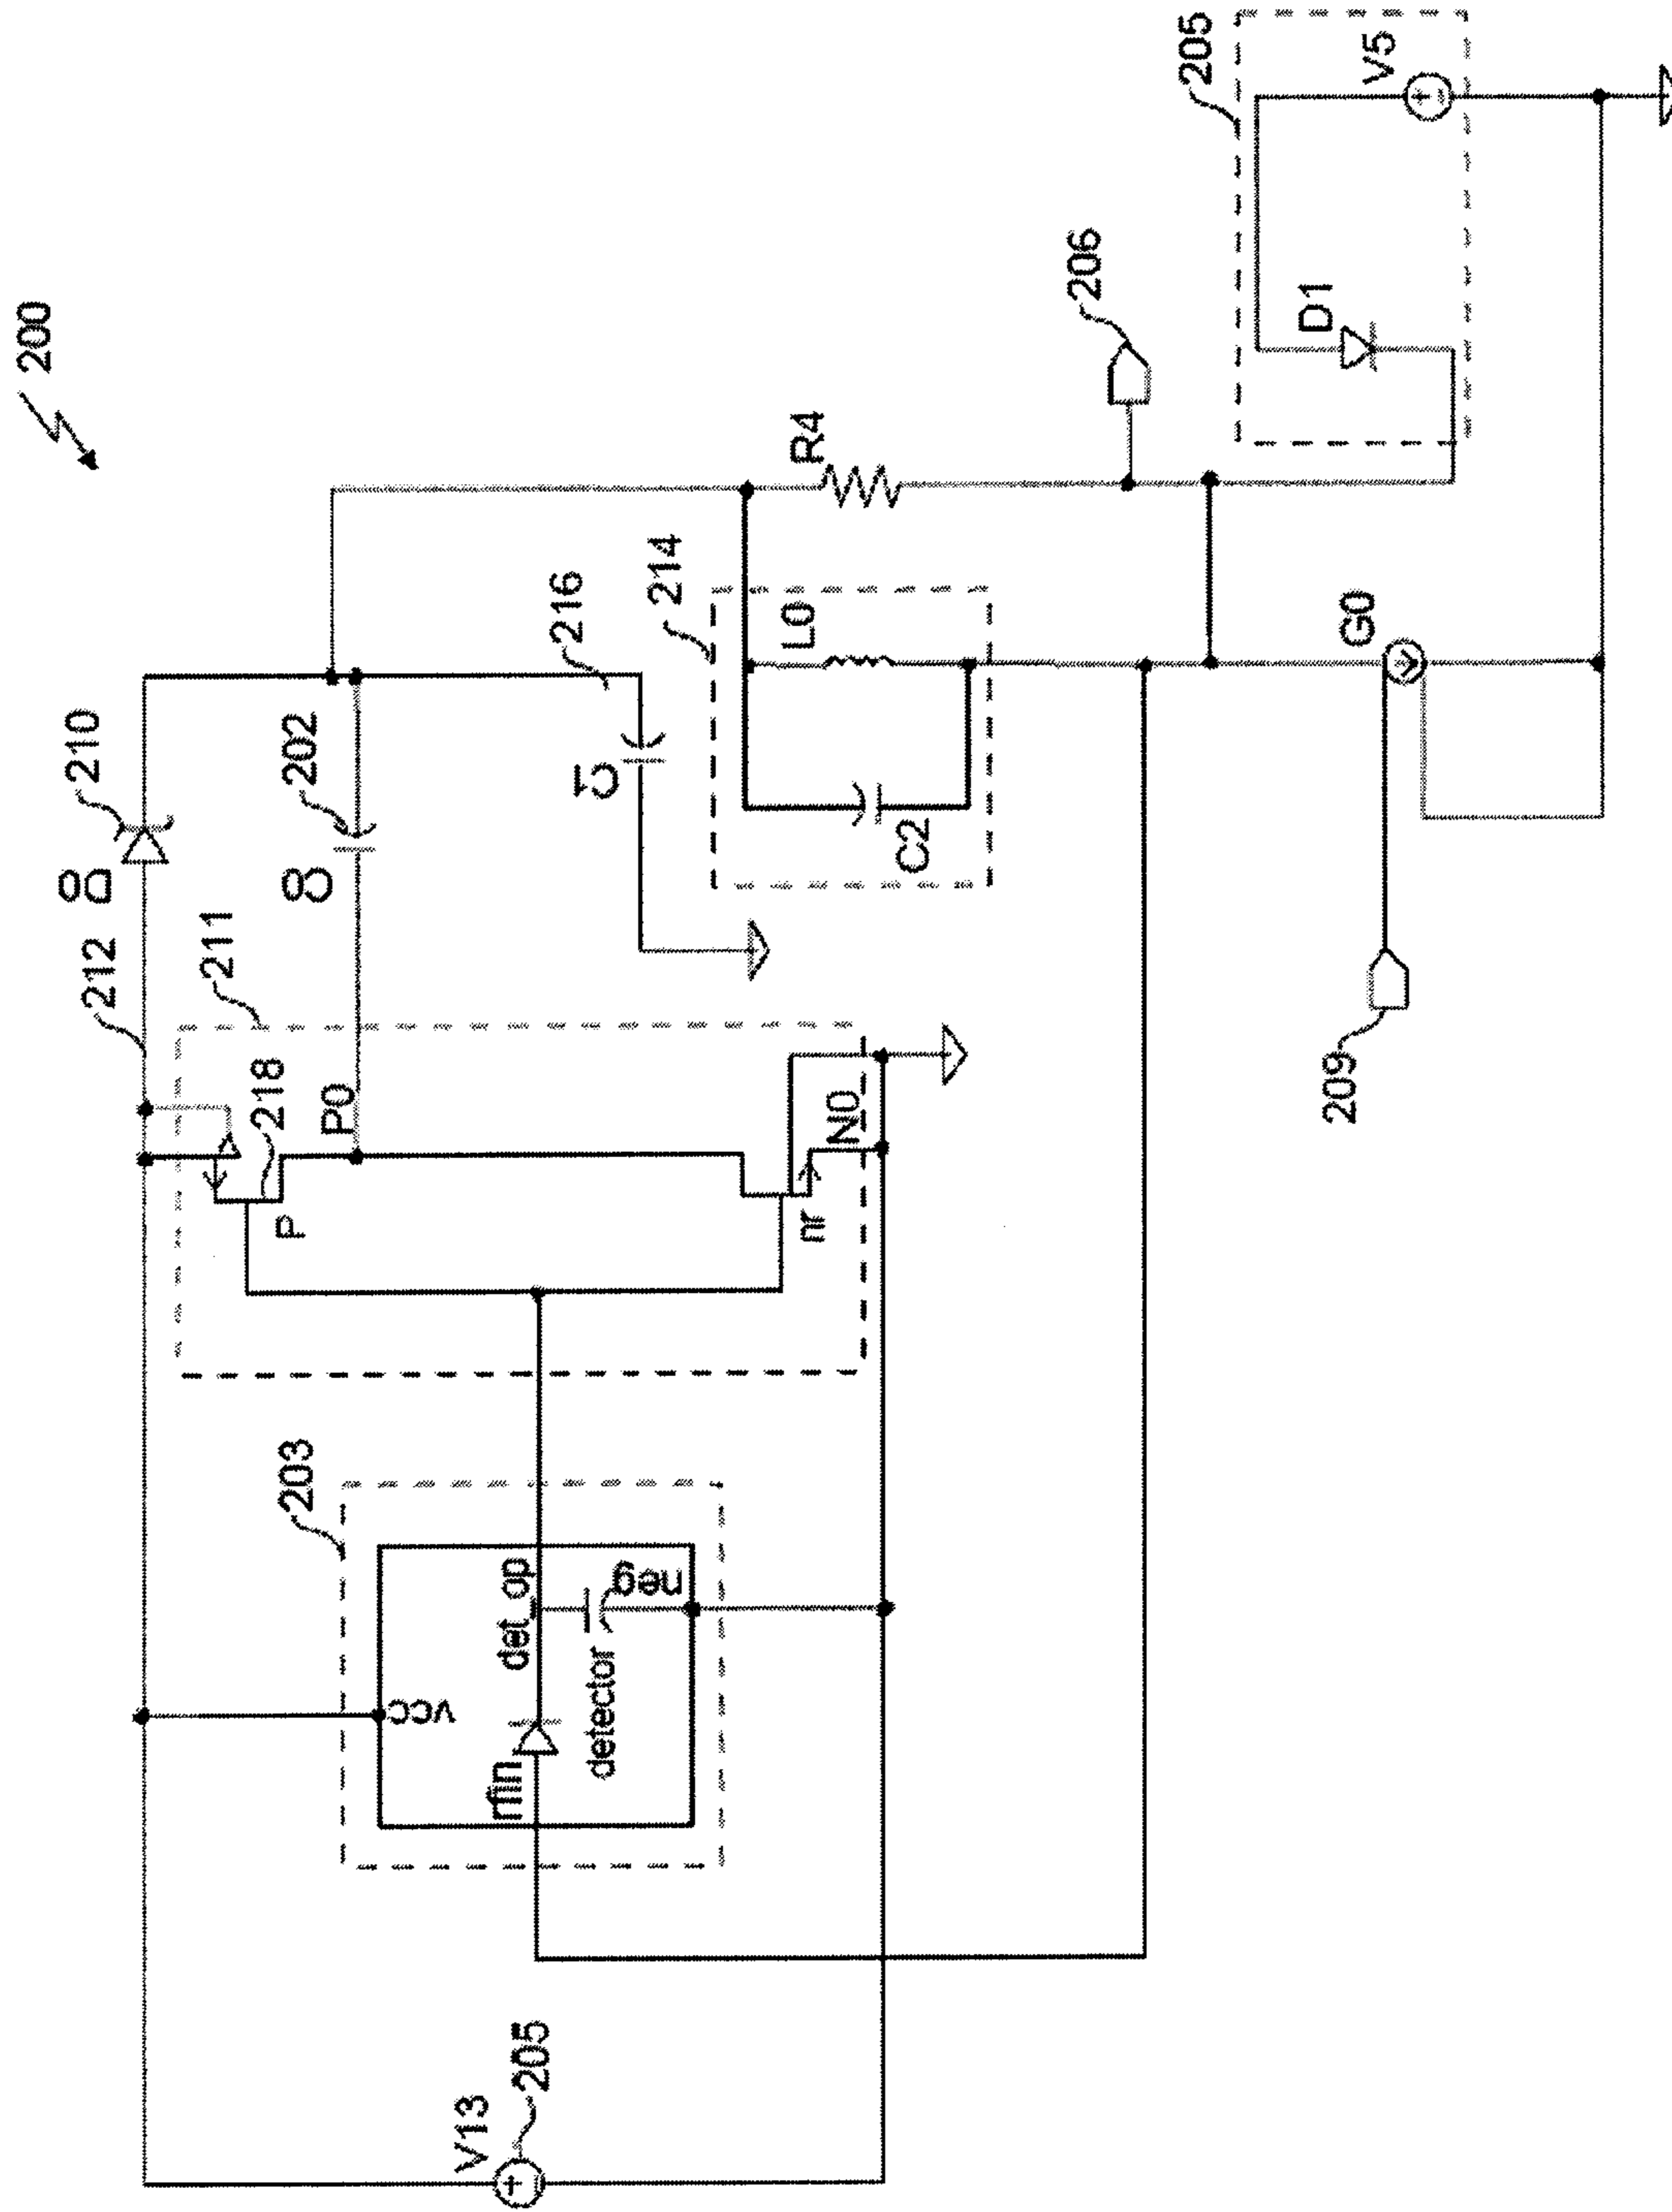 200
205
V5
206
D1
R4
210
202
216
214
L0
G0
D0
C0
C1
C2
212
211
218
P0
P
N0
nr
209
203
det_op
neg
vcc
rfin
detector
V13
205